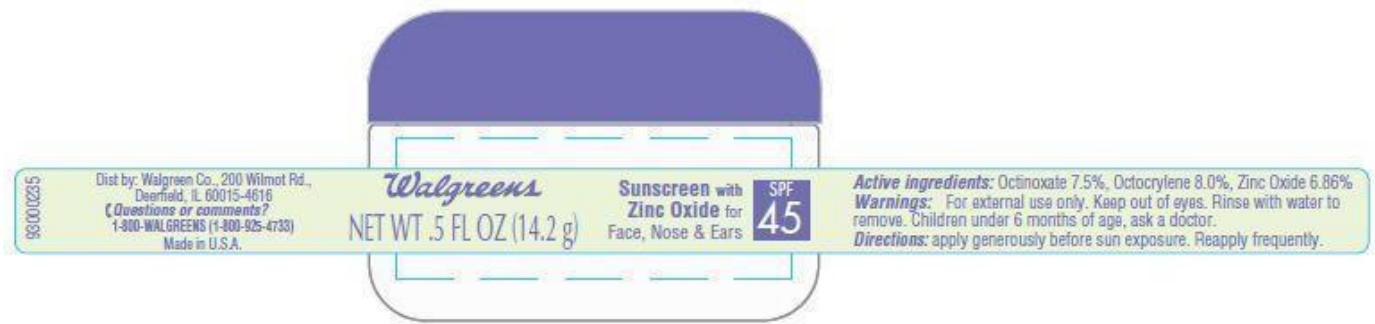 93000235
Dist by: Walgreen Co., 200 Wilmot Rd.,
Deerfield, IL 60015-4616
Questions or comments?
1-800-WALGREENS (1-800-925-4733)
Made in U.S.A.
Walgreens
NET WT .5 FL OZ (14.2 g)
Sunscreen with
Zinc Oxide for
Face, Nose & Ears
SPF
45
Active ingredients: Octinoxate 7.5%, Octocrylene 8.0%, Zinc Oxide 6.86%
Warnings: For external use only. Keep out of eyes. Rinse with water to
remove. Children under 6 months of age, ask a doctor.
Directions: apply generously before sun exposure. Reapply frequently.